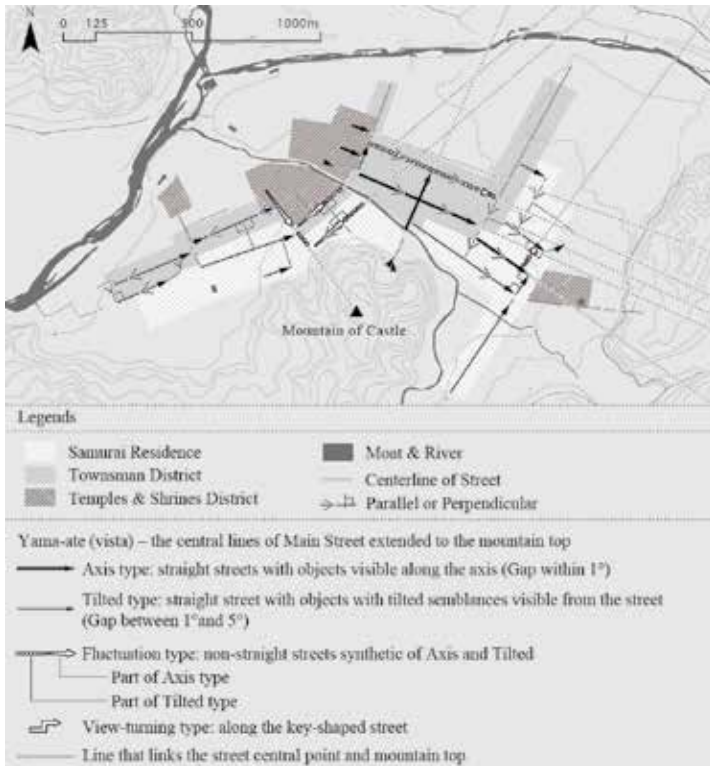 N
0 125 500 1000m
Mountain of Castle
Legends
Samurai Residence
Townsman District
Temples & Shrines District
Moat & River
Centerline of Street
Parallel or Perpendicular
Yama-ate (vista) – the central lines of Main Street extended to the mountain top
Axis type: straight streets with objects visible along the axis (Gap within 1°)
Tilted type: straight street with objects with tilted semblances visible from the street
(Gap between 1°and 5°)
Fluctuation type: non-straight streets synthetic of Axis and Tilted
Part of Axis type
Part of Tilted type
View-turning type: along the key-shaped street
Line that links the street central point and mountain top